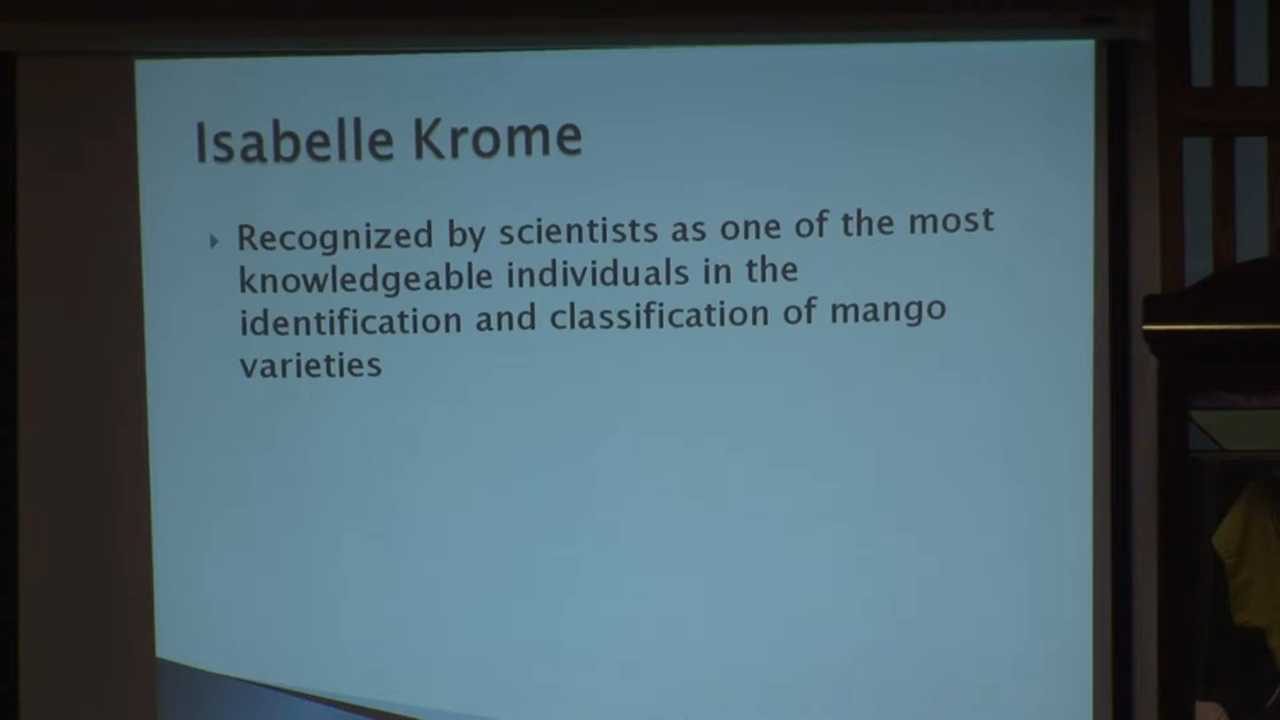 Isabelle Krome
Recognized by scientists as one of the most
knowledgeable individuals in the
identification and classification of mango
varieties